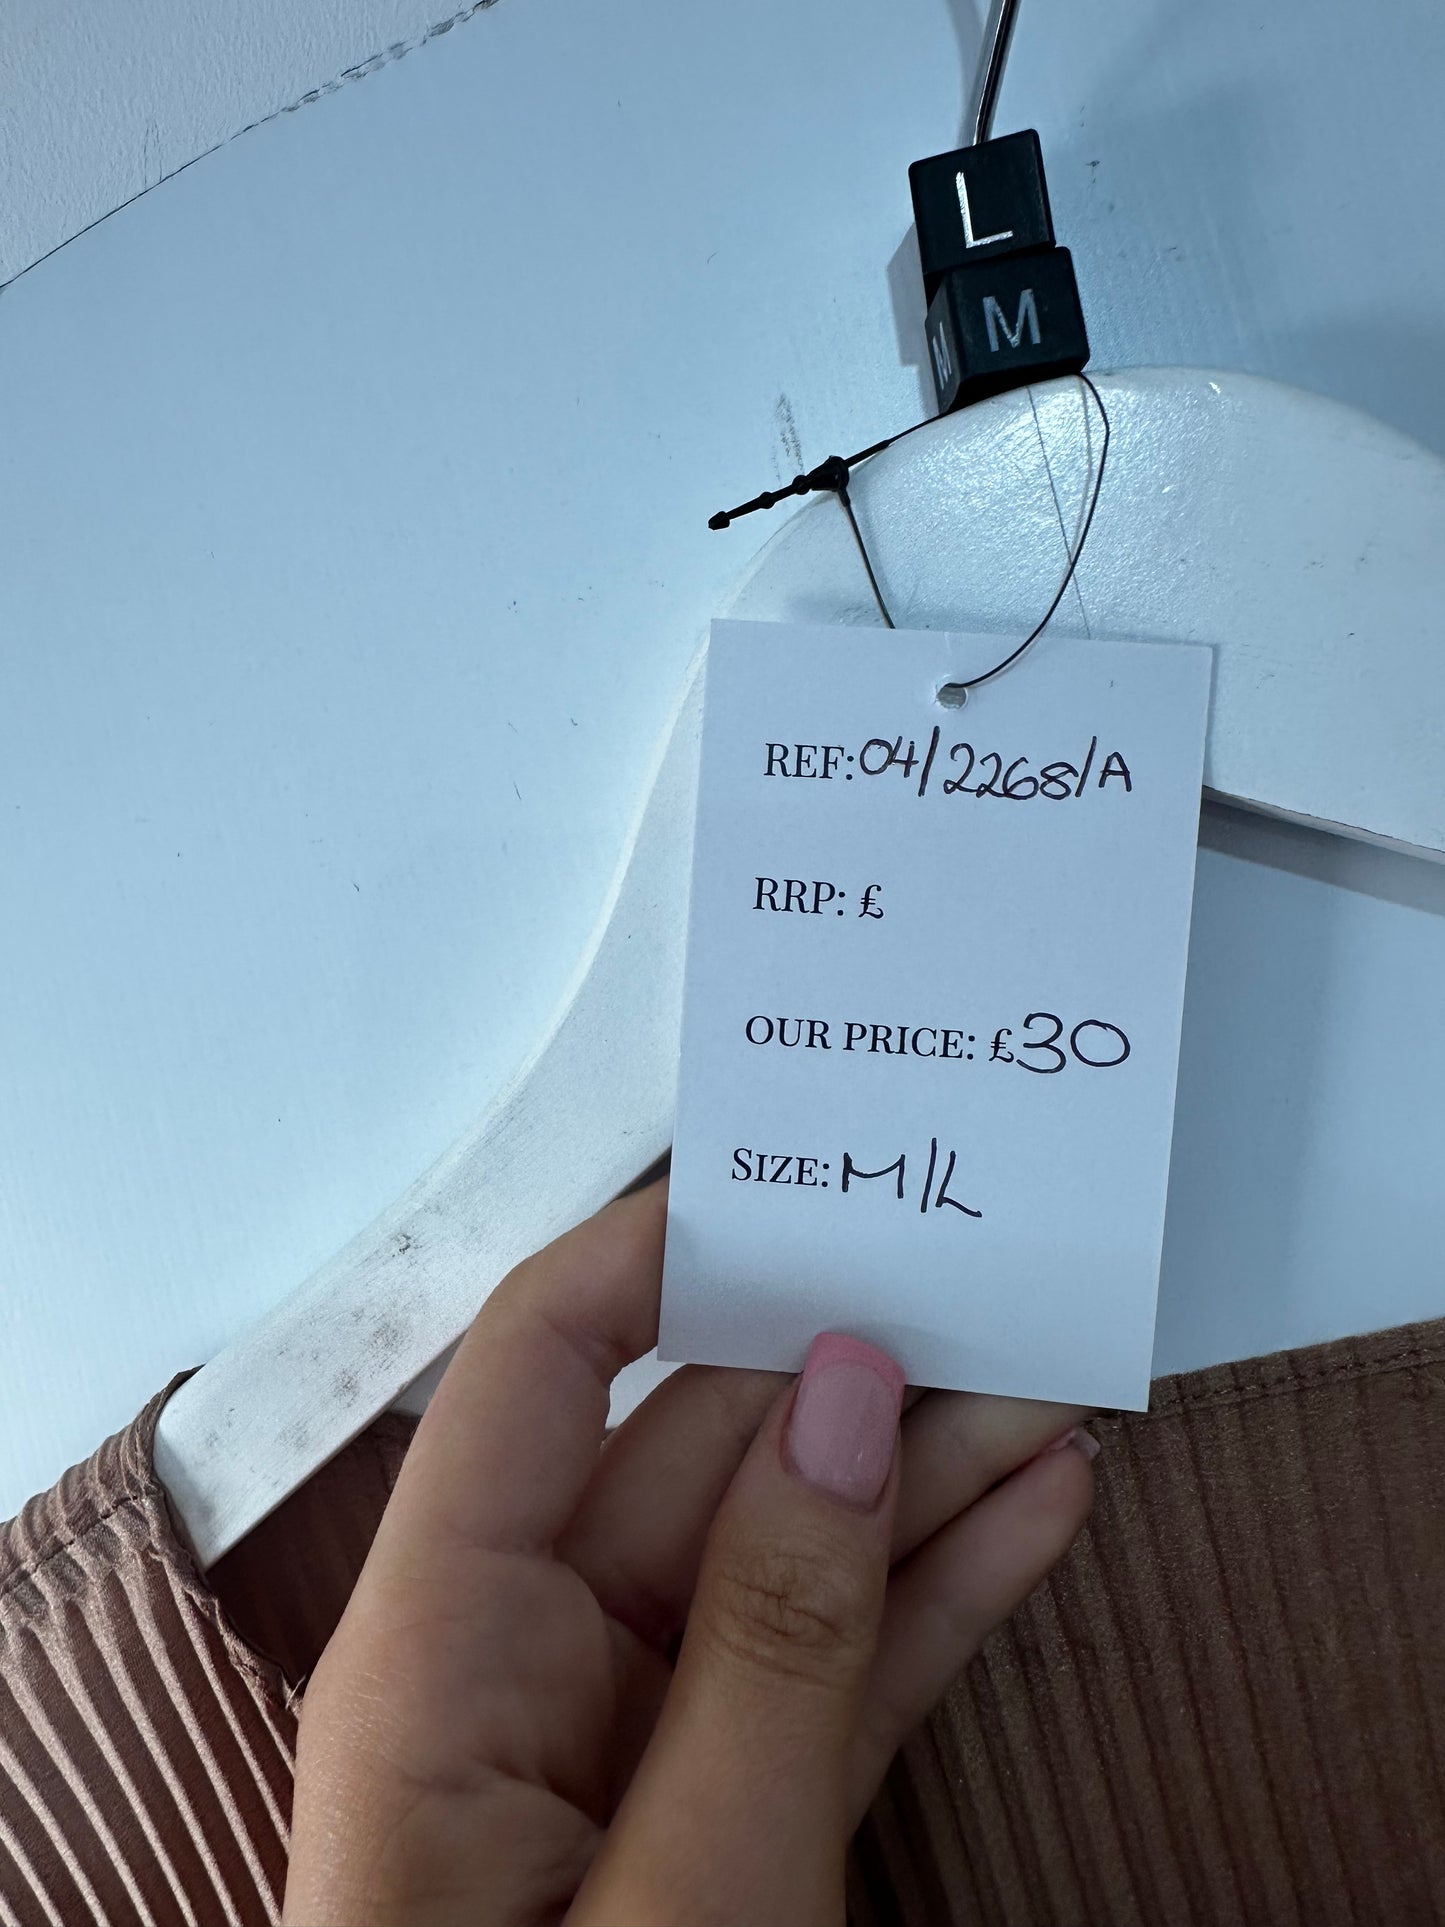 L
M
M
REF: 04/2268/A
RRP: £
OUR PRICE: £30
SIZE: M/L